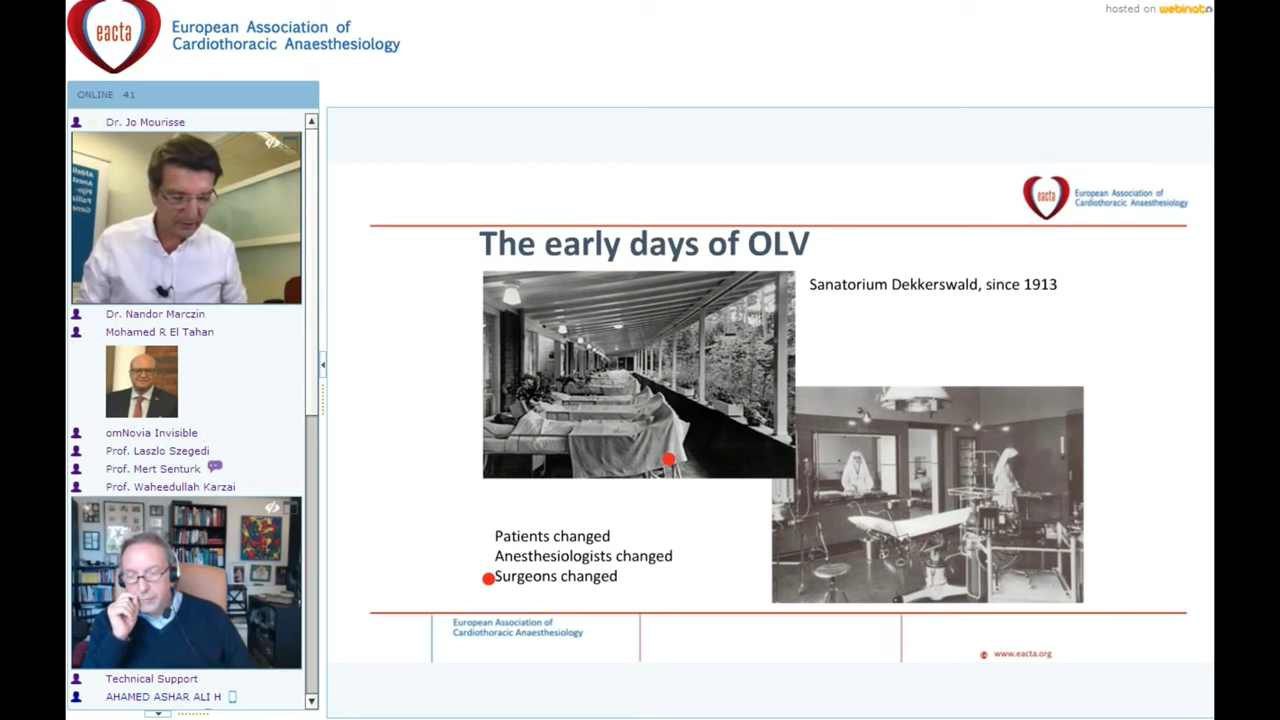 hosted on webinato
eacta
European Association of
Cardiothoracic Anaesthesiology
ONLINE 41
Dr. Jo Mourisse
Dr. Nandor Marczin
Mohamed R El Tahan
omNovia Invisible
Prof. Laszlo Szegedi
Prof. Mert Senturk
Prof. Waheedullah Karzai
Technical Support
AHAMED ASHAR ALI H
eacta
European Association of
Cardiothoracic Anaesthesiology
The early days of OLV
Sanatorium Dekkerswald, since 1913
Patients changed
Anesthesiologists changed
Surgeons changed
European Association of
Cardiothoracic Anaesthesiology
www.eacta.org